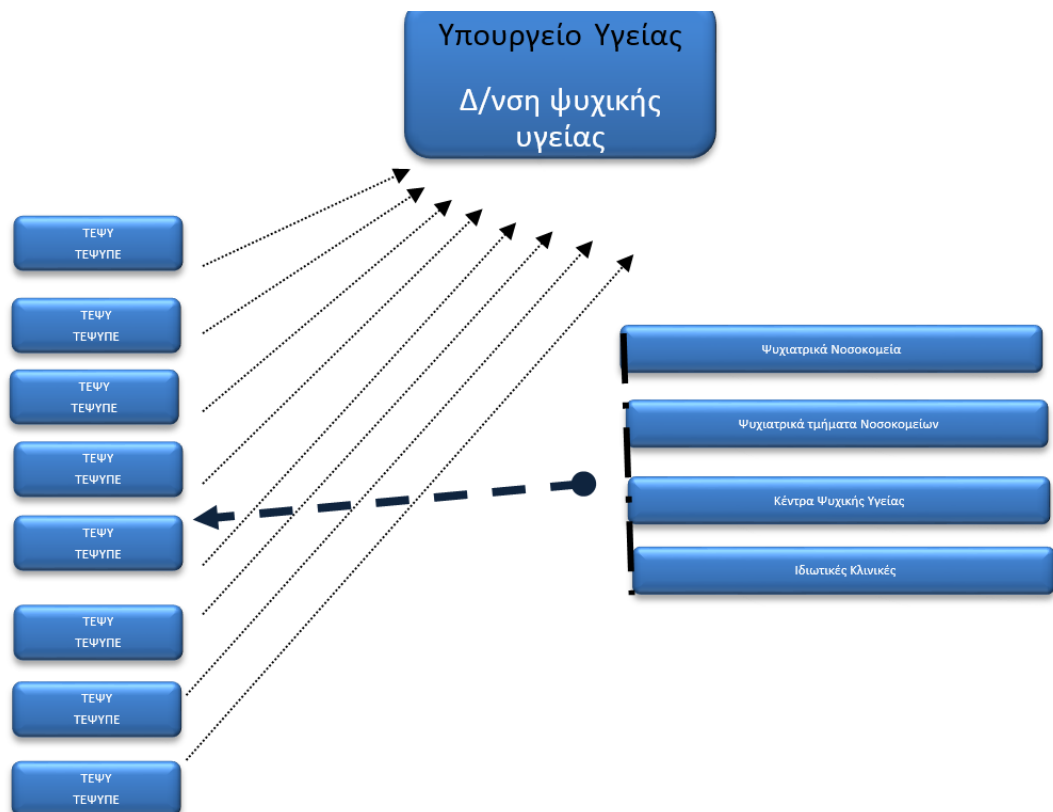 Υπουργείο Υγείας
Δ/νση ψυχικής
υγείας
ΤΕΨΥ
ΤΕΨΥΠΕ
ΤΕΨΥ
ΤΕΨΥΠΕ
ΤΕΨΥ
ΤΕΨΥΠΕ
ΤΕΨΥ
ΤΕΨΥΠΕ
ΤΕΨΥ
ΤΕΨΥΠΕ
ΤΕΨΥ
ΤΕΨΥΠΕ
ΤΕΨΥ
ΤΕΨΥΠΕ
ΤΕΨΥ
ΤΕΨΥΠΕ
Ψυχιατρικά Νοσοκομεία
Ψυχιατρικά τμήματα Νοσοκομείων
Κέντρα Ψυχικής Υγείας
Ιδιωτικές Κλινικές